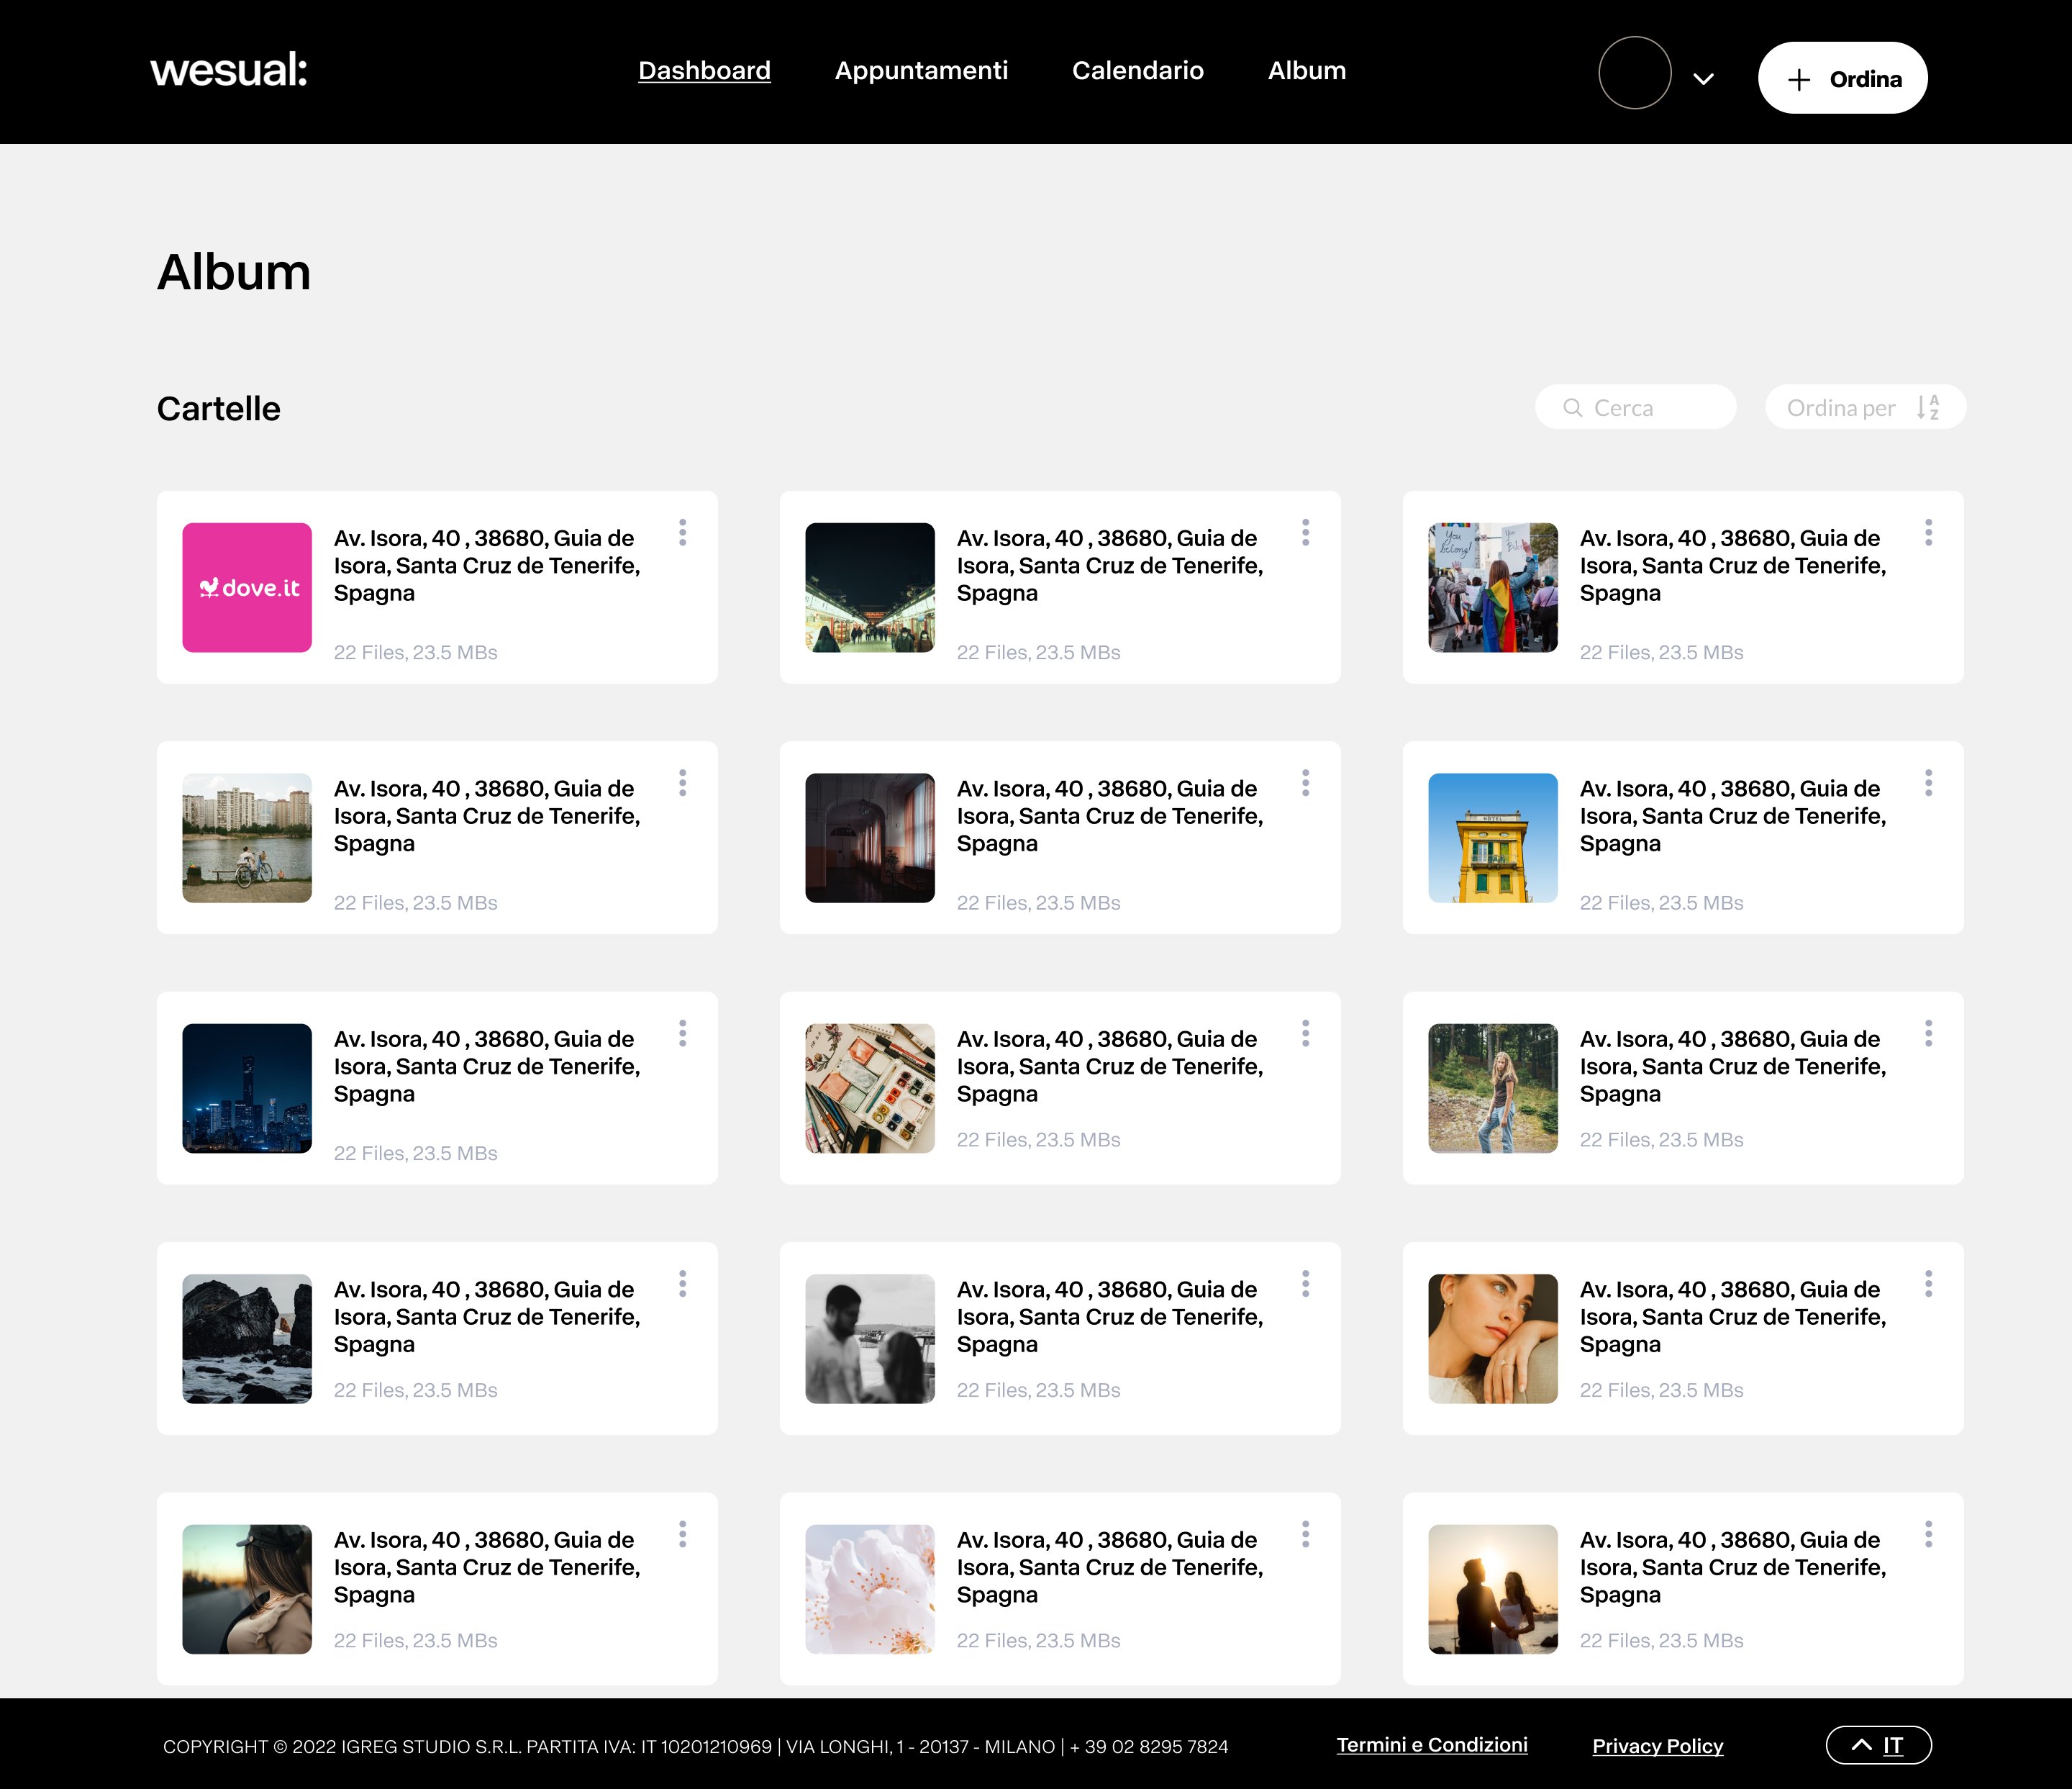 wesual:
Dashboard
Appuntamenti
Calendario
Album
Ordina
Album
Cartelle
Cerca
Ordina per
A
Z
dove.it
Av. Isora, 40 , 38680, Guia de
Isora, Santa Cruz de Tenerife,
Spagna
22 Files, 23.5 MBs
Av. Isora, 40 , 38680, Guia de
Isora, Santa Cruz de Tenerife,
Spagna
22 Files, 23.5 MBs
You
belong!
Av. Isora, 40 , 38680, Guia de
Isora, Santa Cruz de Tenerife,
Spagna
22 Files, 23.5 MBs
Av. Isora, 40 , 38680, Guia de
Isora, Santa Cruz de Tenerife,
Spagna
22 Files, 23.5 MBs
Av. Isora, 40 , 38680, Guia de
Isora, Santa Cruz de Tenerife,
Spagna
22 Files, 23.5 MBs
HOTEL
Av. Isora, 40 , 38680, Guia de
Isora, Santa Cruz de Tenerife,
Spagna
22 Files, 23.5 MBs
Av. Isora, 40 , 38680, Guia de
Isora, Santa Cruz de Tenerife,
Spagna
22 Files, 23.5 MBs
Av. Isora, 40 , 38680, Guia de
Isora, Santa Cruz de Tenerife,
Spagna
22 Files, 23.5 MBs
Av. Isora, 40 , 38680, Guia de
Isora, Santa Cruz de Tenerife,
Spagna
22 Files, 23.5 MBs
Av. Isora, 40 , 38680, Guia de
Isora, Santa Cruz de Tenerife,
Spagna
22 Files, 23.5 MBs
Av. Isora, 40 , 38680, Guia de
Isora, Santa Cruz de Tenerife,
Spagna
22 Files, 23.5 MBs
Av. Isora, 40 , 38680, Guia de
Isora, Santa Cruz de Tenerife,
Spagna
22 Files, 23.5 MBs
Av. Isora, 40 , 38680, Guia de
Isora, Santa Cruz de Tenerife,
Spagna
22 Files, 23.5 MBs
Av. Isora, 40 , 38680, Guia de
Isora, Santa Cruz de Tenerife,
Spagna
22 Files, 23.5 MBs
Av. Isora, 40 , 38680, Guia de
Isora, Santa Cruz de Tenerife,
Spagna
22 Files, 23.5 MBs
COPYRIGHT © 2022 IGREG STUDIO S.R.L. PARTITA IVA: IT 10201210969 | VIA LONGHI, 1 - 20137 - MILANO | + 39 02 8295 7824
Termini e Condizioni
Privacy Policy
IT